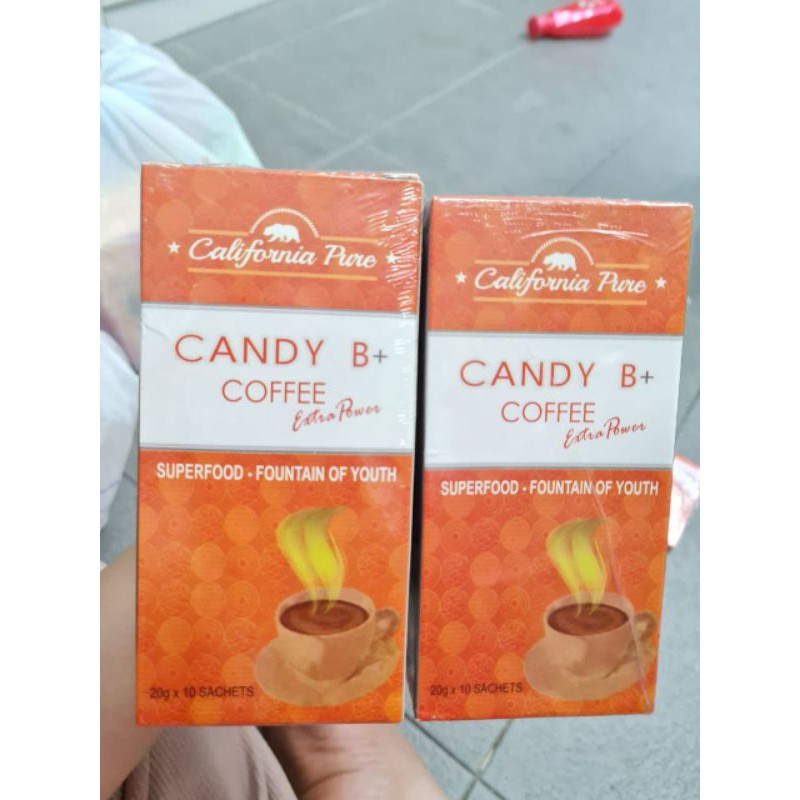 California Pure
CANDY B+
COFFEE
Extra Power
SUPERFOOD - FOUNTAIN OF YOUTH
20g x 10 SACHETS
California Pure
CANDY B+
COFFEE
Extra Power
SUPERFOOD - FOUNTAIN OF YOUTH
20g x 10 SACHETS